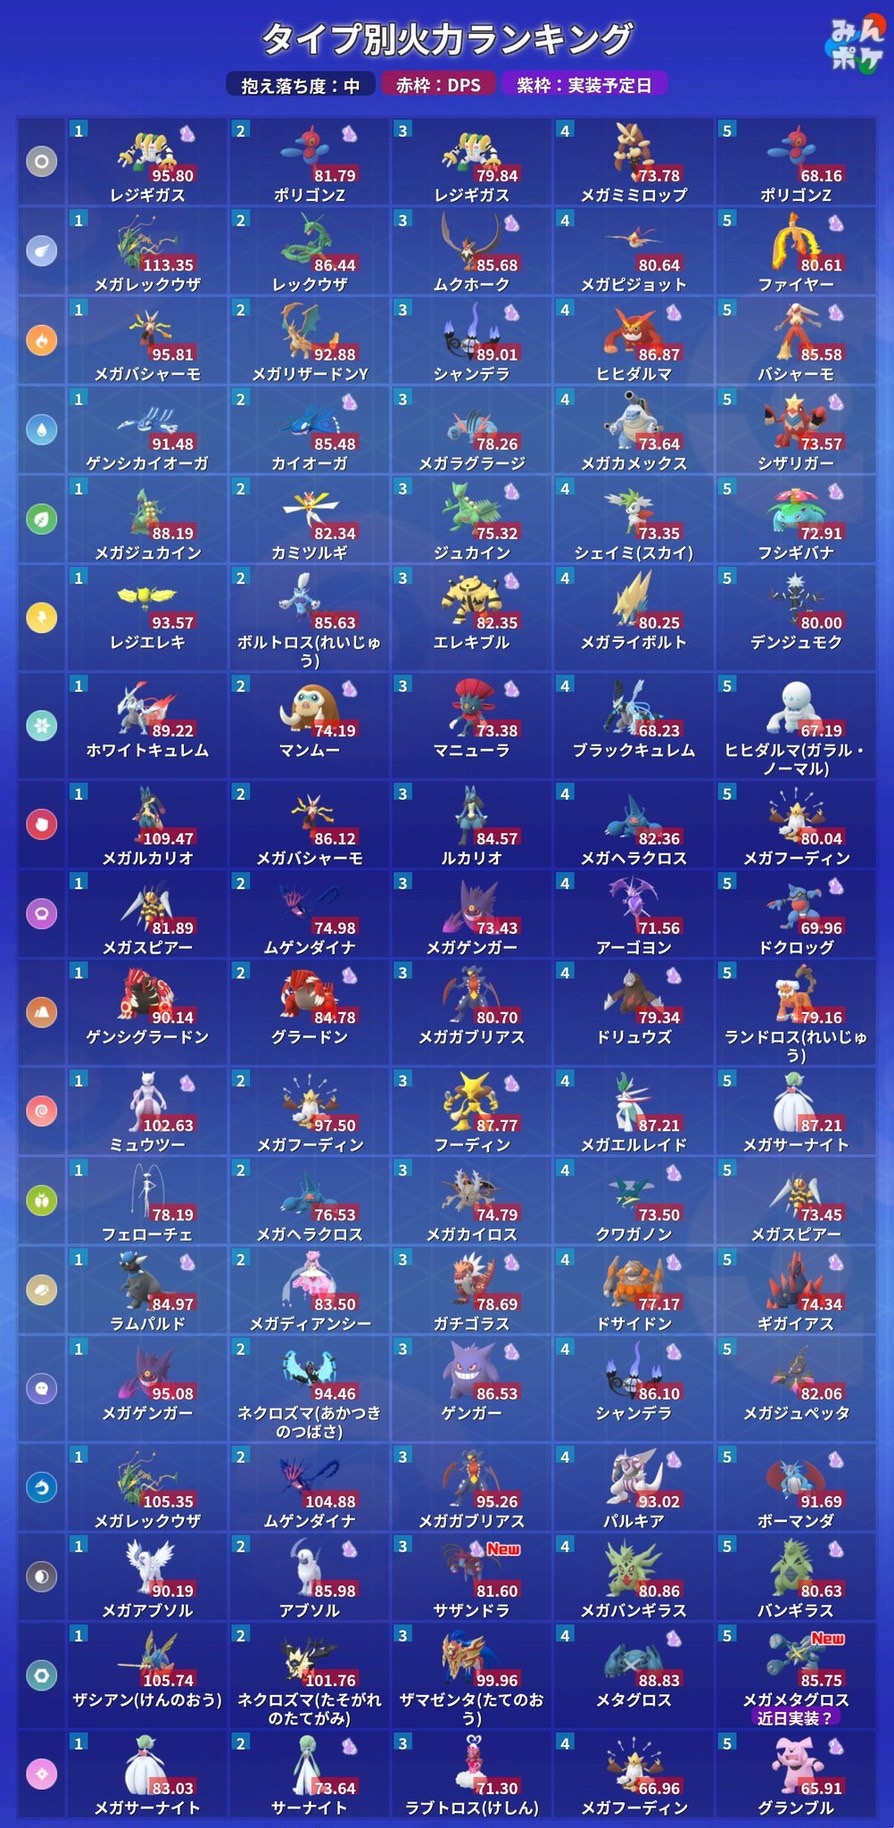 タイプ別火力ランキング
みん
ポケ
抱え落ち度：中 赤枠：DPS 紫枠：実装予定日
1 2 3 4 5
95.80 81.79 79.84 73.78 68.16
レジギガス ポリゴンZ レジギガス メガミミロップ ポリゴンZ
1 2 3 4 5
113.35 86.44 85.68 80.64 80.61
メガレックウザ レックウザ ムクホーク メガピジョット ファイヤー
1 2 3 4 5
95.81 92.88 89.01 86.87 85.58
メガバシャーモ メガリザードンY シャンデラ ヒヒダルマ バシャーモ
1 2 3 4 5
91.48 85.48 78.26 73.64 73.57
ゲンシカイオーガ カイオーガ メガラグラージ メガカメックス シザリガー
1 2 3 4 5
88.19 82.34 75.32 73.35 72.91
メガジュカイン カミツルギ ジュカイン シェイミ(スカイ) フシギバナ
1 2 3 4 5
93.57 85.63 82.35 80.25 80.00
レジエレキ ボルトロス(れいじゅ エレキブル メガライボルト デンジュモク
う)
1 2 3 4 5
89.22 74.19 73.38 68.23 67.19
ホワイトキュレム マンムー マニューラ ブラックキュレム ヒヒダルマ(ガラル・
ノーマル)
1 2 3 4 5
109.47 86.12 84.57 82.36 80.04
メガルカリオ メガバシャーモ ルカリオ メガヘラクロス メガフーディン
1 2 3 4 5
81.89 74.98 73.43 71.56 69.96
メガスピアー ムゲンダイナ メガゲンガー アーゴヨン ドクロッグ
1 2 3 4 5
90.14 84.78 80.70 79.34 79.16
ゲンシグラードン グラードン メガガブリアス ドリュウズ ランドロス(れいじゅ
う)
1 2 3 4 5
102.63 97.50 87.77 87.21 87.21
ミュウツー メガフーディン フーディン メガエルレイド メガサーナイト
1 2 3 4 5
78.19 76.53 74.79 73.50 73.45
フェローチェ メガヘラクロス メガカイロス クワガノン メガスピアー
1 2 3 4 5
84.97 83.50 78.69 77.17 74.34
ラムパルド メガディアンシー ガチゴラス ドサイドン ギガイアス
1 2 3 4 5
95.08 94.46 86.53 86.10 82.06
メガゲンガー ネクロズマ(あかつき ゲンガー シャンデラ メガジュペッタ
のつばさ)
1 2 3 4 5
105.35 104.88 95.26 93.02 91.69
メガレックウザ ムゲンダイナ メガガブリアス パルキア ボーマンダ
1 2 3 New 4 5
90.19 85.98 81.60 80.86 80.63
メガアブソル アブソル サザンドラ メガバンギラス バンギラス
1 2 3 4 5 New
105.74 101.76 99.96 88.83 85.75
ザシアン(けんのおう) ネクロズマ(たそがれ ザマゼンタ(たてのお メタグロス メガメタグロス
のたてがみ) う) 近日実装？
1 2 3 4 5
83.03 73.64 71.30 66.96 65.91
メガサーナイト サーナイト ラブトロス(けしん) メガフーディン グランブル